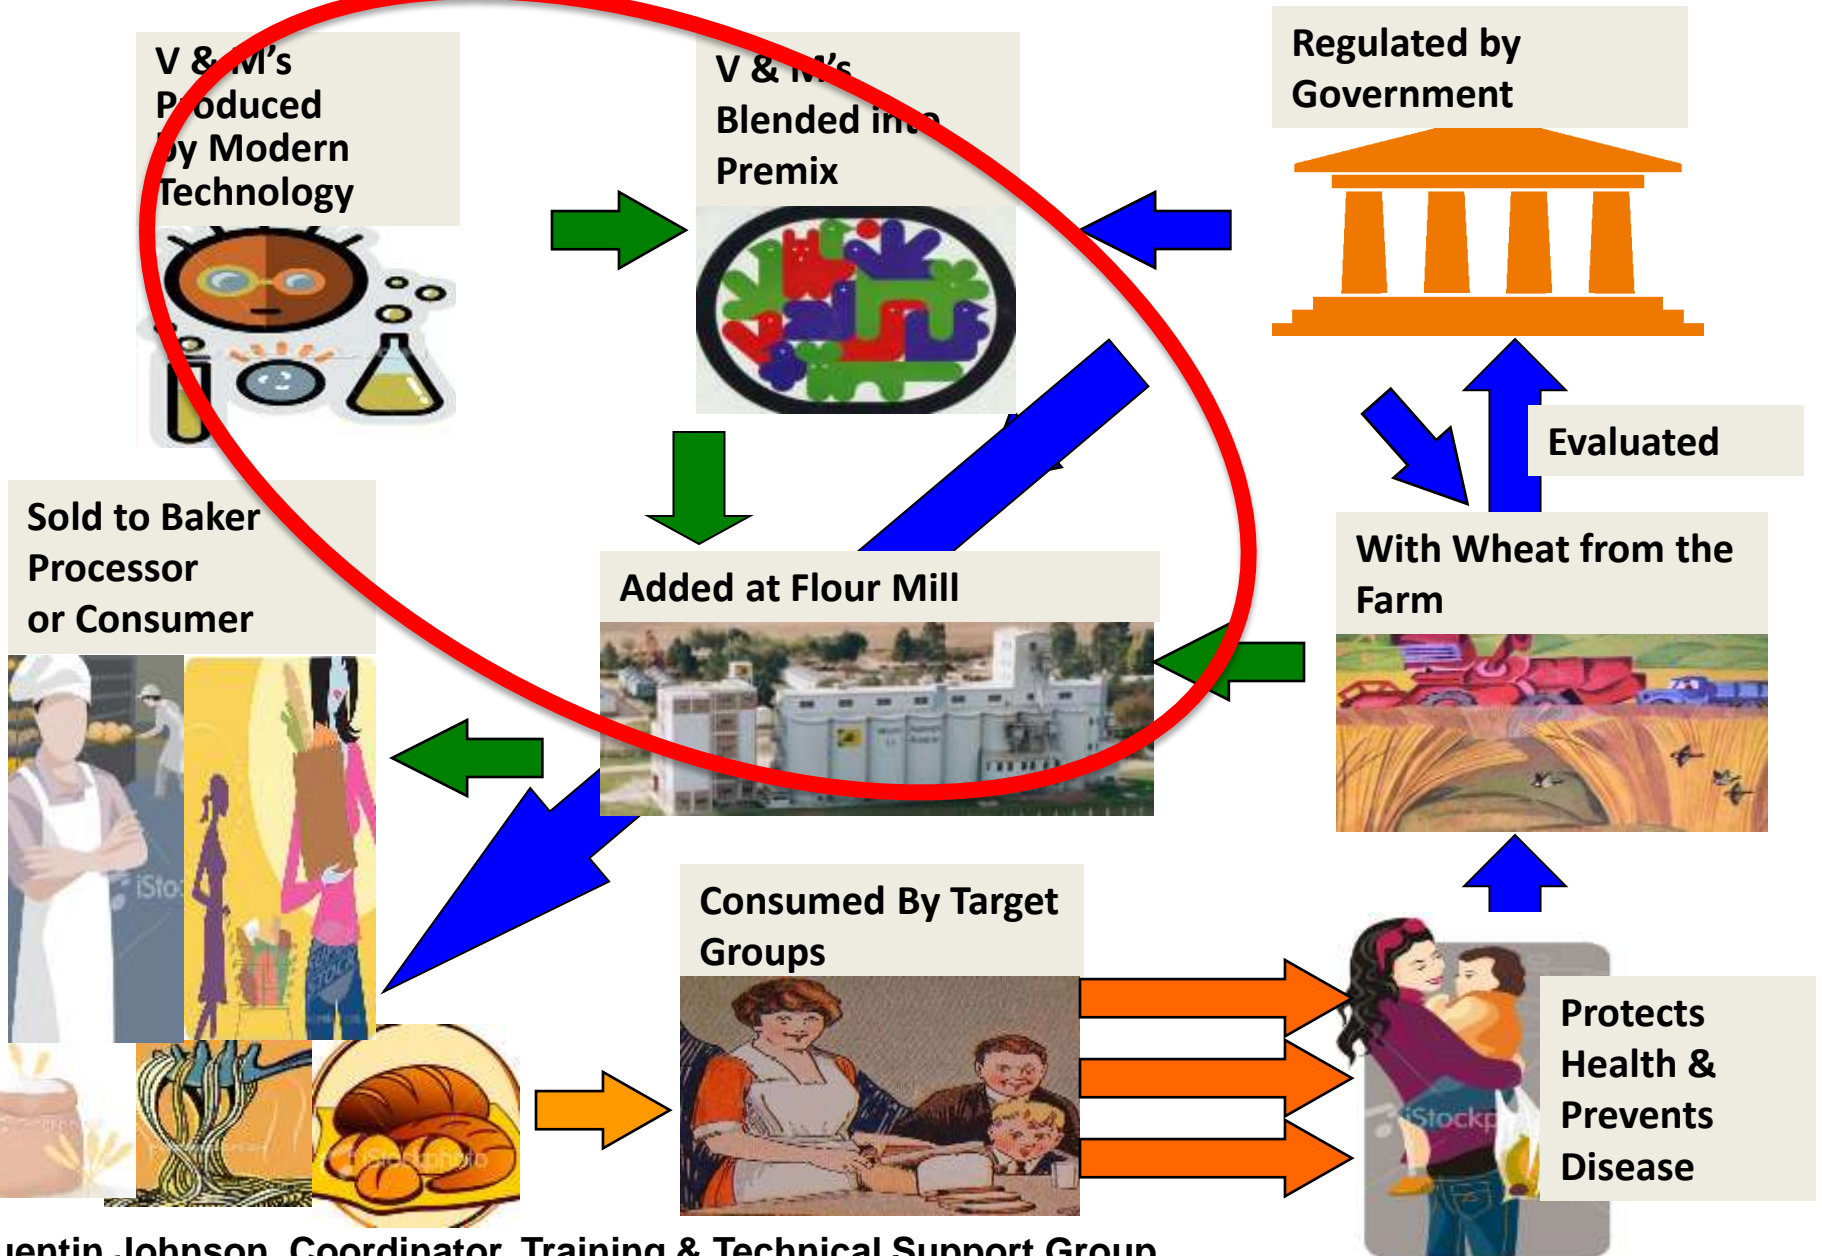 V & M's
Produced
by Modern
Technology
V & M's
Blended into
Premix
Regulated by
Government
Evaluated
Sold to Baker
Processor
or Consumer
Added at Flour Mill
With Wheat from the
Farm
Consumed By Target
Groups
Protects
Health &
Prevents
Disease
iStockphoto
Johnson, Coordinator, Training & Technical Support Group